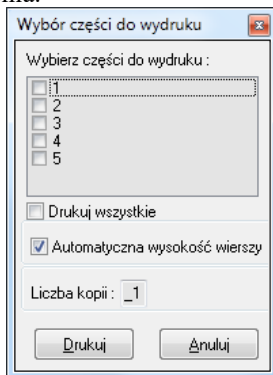 Wybór części do wydruku
Wybierz części do wydruku :
1
2
3
4
5
Drukuj wszystkie
Automatyczna wysokość wierszy
Liczba kopii : _1
Drukuj Anuluj